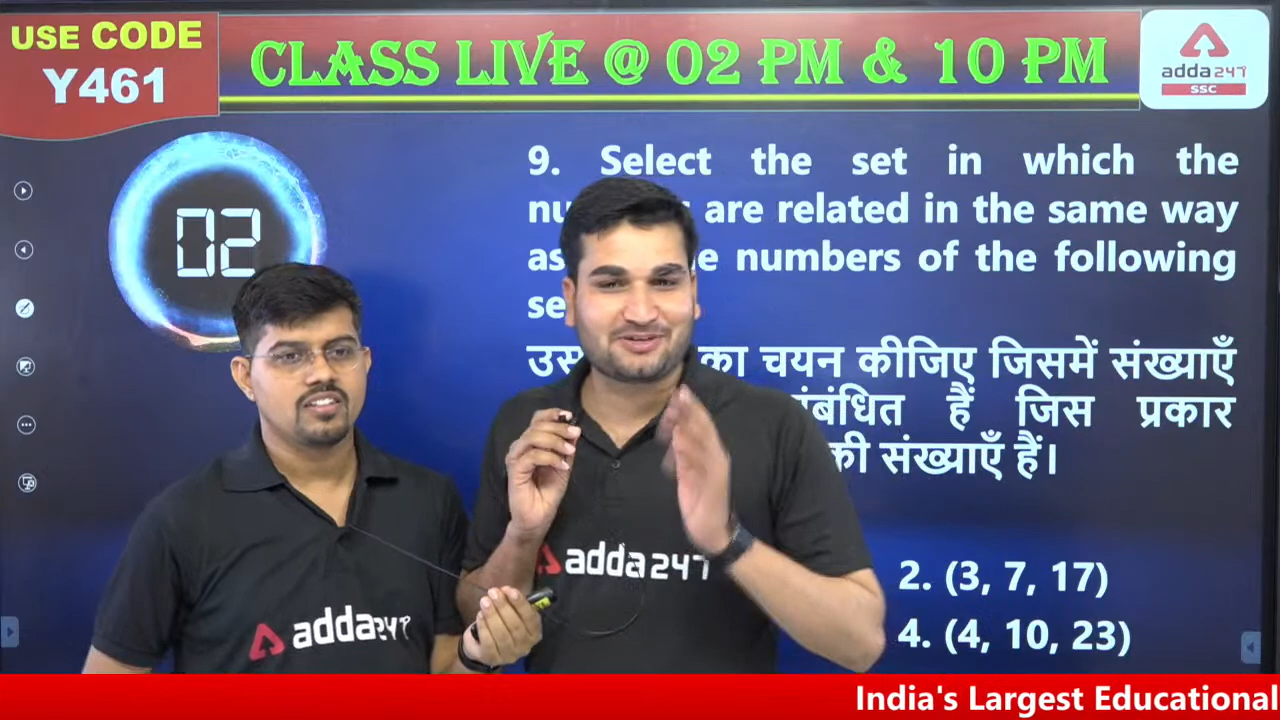 USE CODE
Y461
CLASS LIVE @ 02 PM & 10 PM
adda247
SSC
02
9. Select the set in which the
are related in the same way
numbers of the following
उस का चयन कीजिए जिसमें संख्याएँ
हैं जिस प्रकार
की संख्याएँ हैं।
2. (3, 7, 17)
4. (4, 10, 23)
adda247
adda247
India's Largest Educational